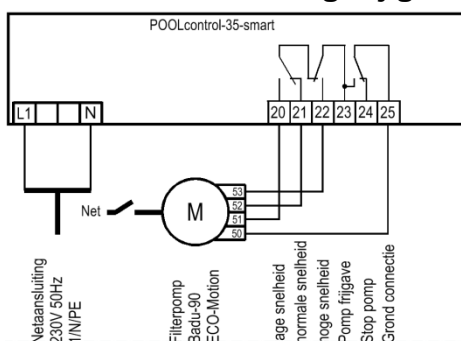 POOLcontrol-35-smart
L1 N 20 21 22 23 24 25
Net
M
53
52
51
50
Netaansluiting
230V 50Hz
1/N/PE
Filterpomp
Badu-90
ECO-Motion
age snelheid
normale snelheid
hoge snelheid
Pomp frijgave
Stop pomp
Grond connectie